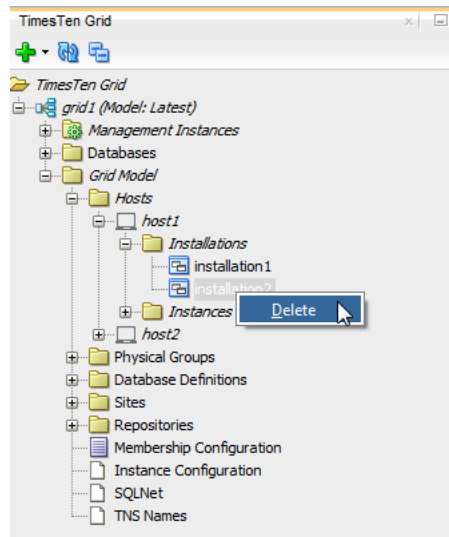 TimesTen Grid
TimesTen Grid
grid1 (Model: Latest)
Management Instances
Databases
Grid Model
Hosts
host1
Installations
installation1
installation2
Delete
Instances
host2
Physical Groups
Database Definitions
Sites
Repositories
Membership Configuration
Instance Configuration
SQLNet
TNS Names